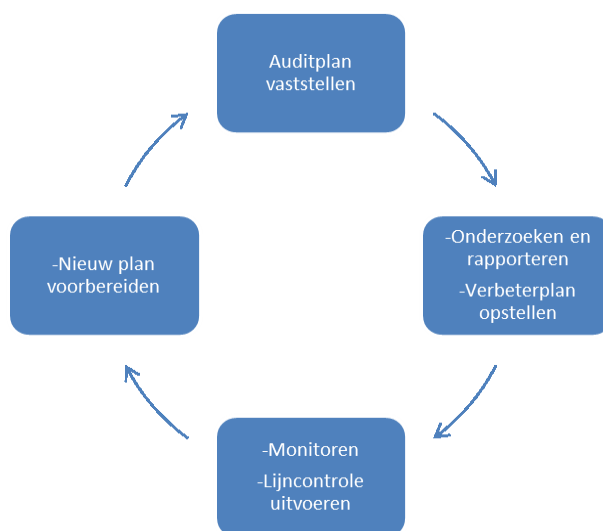 Auditplan
vaststellen
-Onderzoeken en
rapporteren
-Verbeterplan
opstellen
-Monitoren
-Lijncontrole
uitvoeren
-Nieuw plan
voorbereiden